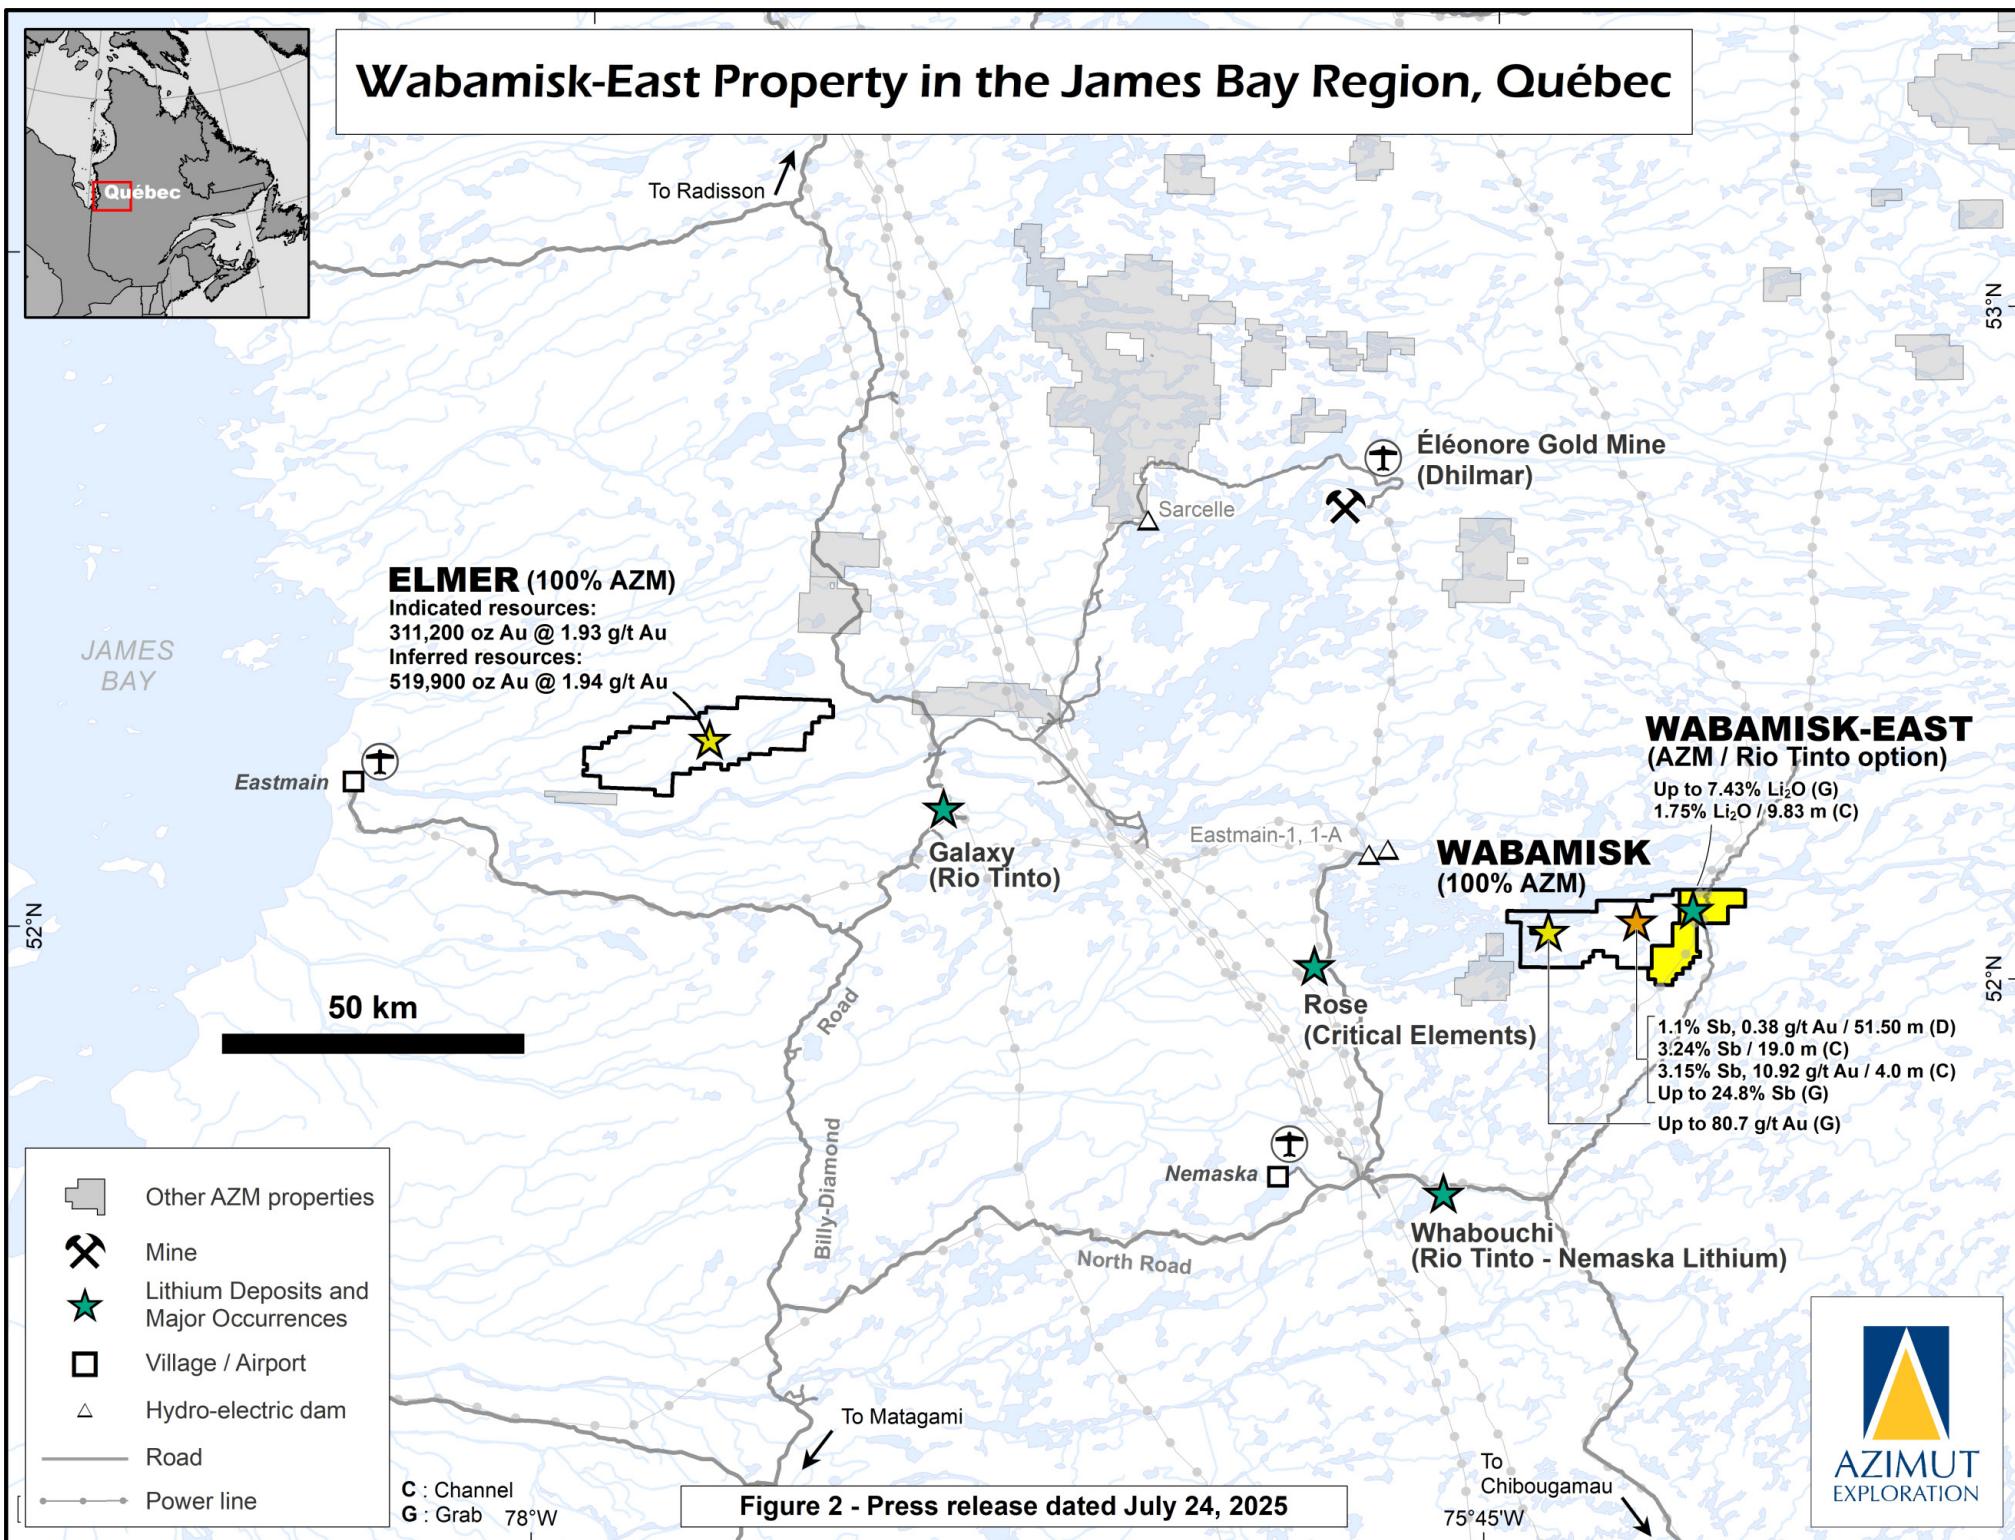 Wabamisk-East Property in the James Bay Region, Québec
Québec
To Radisson
53°N
Éléonore Gold Mine
(Dhilmar)
Sarcelle
ELMER (100% AZM)
Indicated resources:
311,200 oz Au @ 1.93 g/t Au
Inferred resources:
519,900 oz Au @ 1.94 g/t Au
JAMES
BAY
Eastmain
WABAMISK-EAST
(AZM / Rio Tinto option)
Up to 7.43% Li₂O (G)
1.75% Li₂O / 9.83 m (C)
Galaxy
(Rio Tinto)
Eastmain-1, 1-A
WABAMISK
(100% AZM)
52°N
52°N
50 km
Road
Rose
(Critical Elements)
1.1% Sb, 0.38 g/t Au / 51.50 m (D)
3.24% Sb / 19.0 m (C)
3.15% Sb, 10.92 g/t Au / 4.0 m (C)
Up to 24.8% Sb (G)
Up to 80.7 g/t Au (G)
Billy-Diamond
Nemaska
North Road
Whabouchi
(Rio Tinto - Nemaska Lithium)
Other AZM properties
Mine
Lithium Deposits and
Major Occurrences
Village / Airport
Hydro-electric dam
Road
Power line
To Matagami
To
Chibougamau
C : Channel
G : Grab
78°W
Figure 2 - Press release dated July 24, 2025
75°45'W
AZIMUT
EXPLORATION